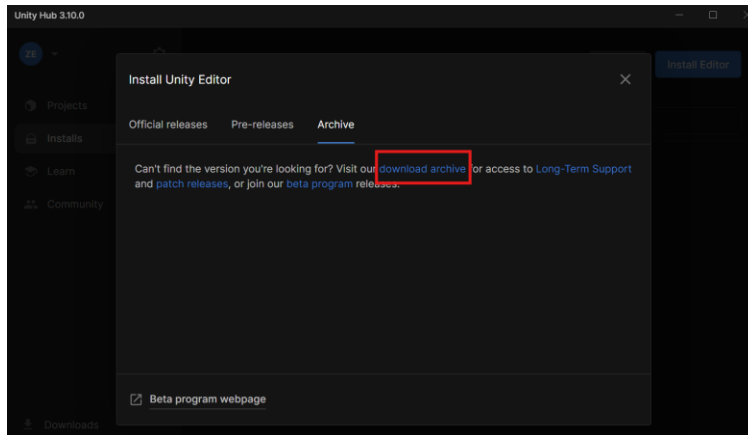 Unity Hub 3.10.0
ZE
Install Editor
Install Unity Editor
Projects
Official releases Pre-releases Archive
Installs
Can't find the version you're looking for? Visit our download archive for access to Long-Term Support
Learn
and patch releases, or join our beta program releases.
Community
Beta program webpage
Downloads